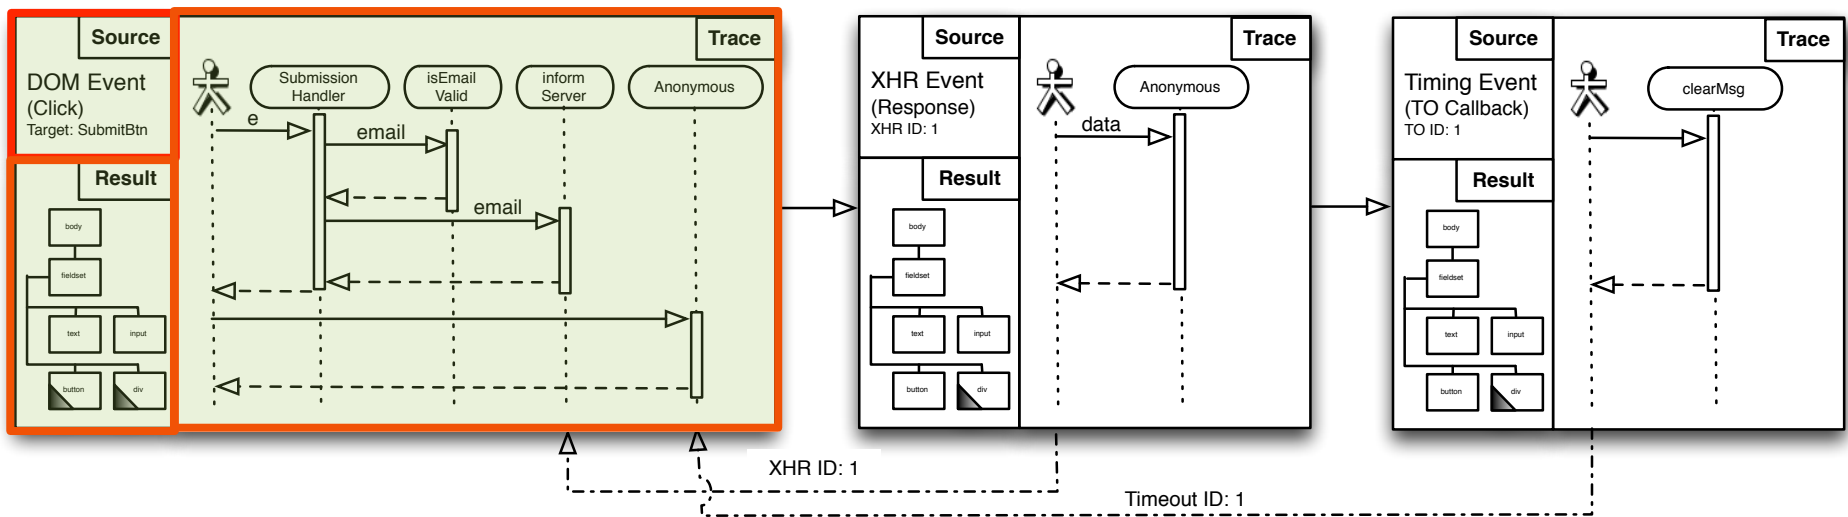 Source
DOM Event
(Click)
Target: SubmitBtn
Result
body
fieldset
text input
button div
Trace
Submission
Handler
isEmail
Valid
inform
Server
Anonymous
e
email
email
Source
XHR Event
(Response)
XHR ID: 1
Result
body
fieldset
text input
button div
Trace
Anonymous
data
Source
Timing Event
(TO Callback)
TO ID: 1
Result
body
fieldset
text input
button div
Trace
clearMsg
XHR ID: 1
Timeout ID: 1